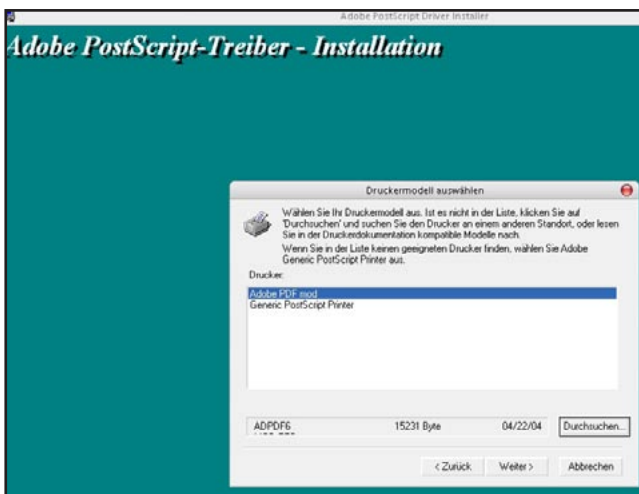 Adobe PostScript Driver Installer
Adobe PostScript-Treiber - Installation
Druckermodell auswählen
Wählen Sie Ihr Druckermodell aus. Ist es nicht in der Liste, klicken Sie auf
'Durchsuchen' und suchen Sie den Drucker an einem anderen Standort, oder lesen
Sie in der Druckerdokumentation kompatible Modelle nach.
Wenn Sie in der Liste keinen geeigneten Drucker finden, wählen Sie Adobe
Generic PostScript Printer aus.
Drucker:
Adobe PDF mod
Generic PostScript Printer
ADPDF6 15231 Byte 04/22/04 Durchsuchen...
< Zurück Weiter > Abbrechen